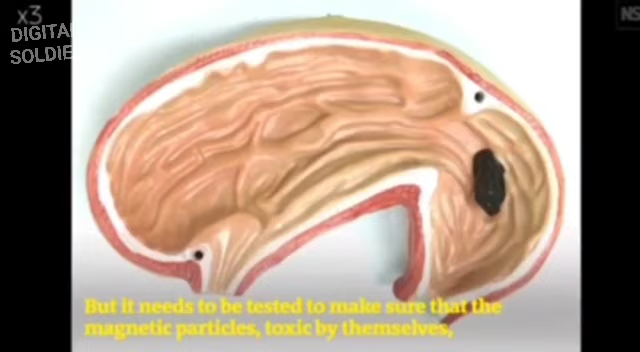 x3
DIGITAL
SOLDIE
NS
But it needs to be tested to make sure that the
magnetic particles, toxic by themselves,